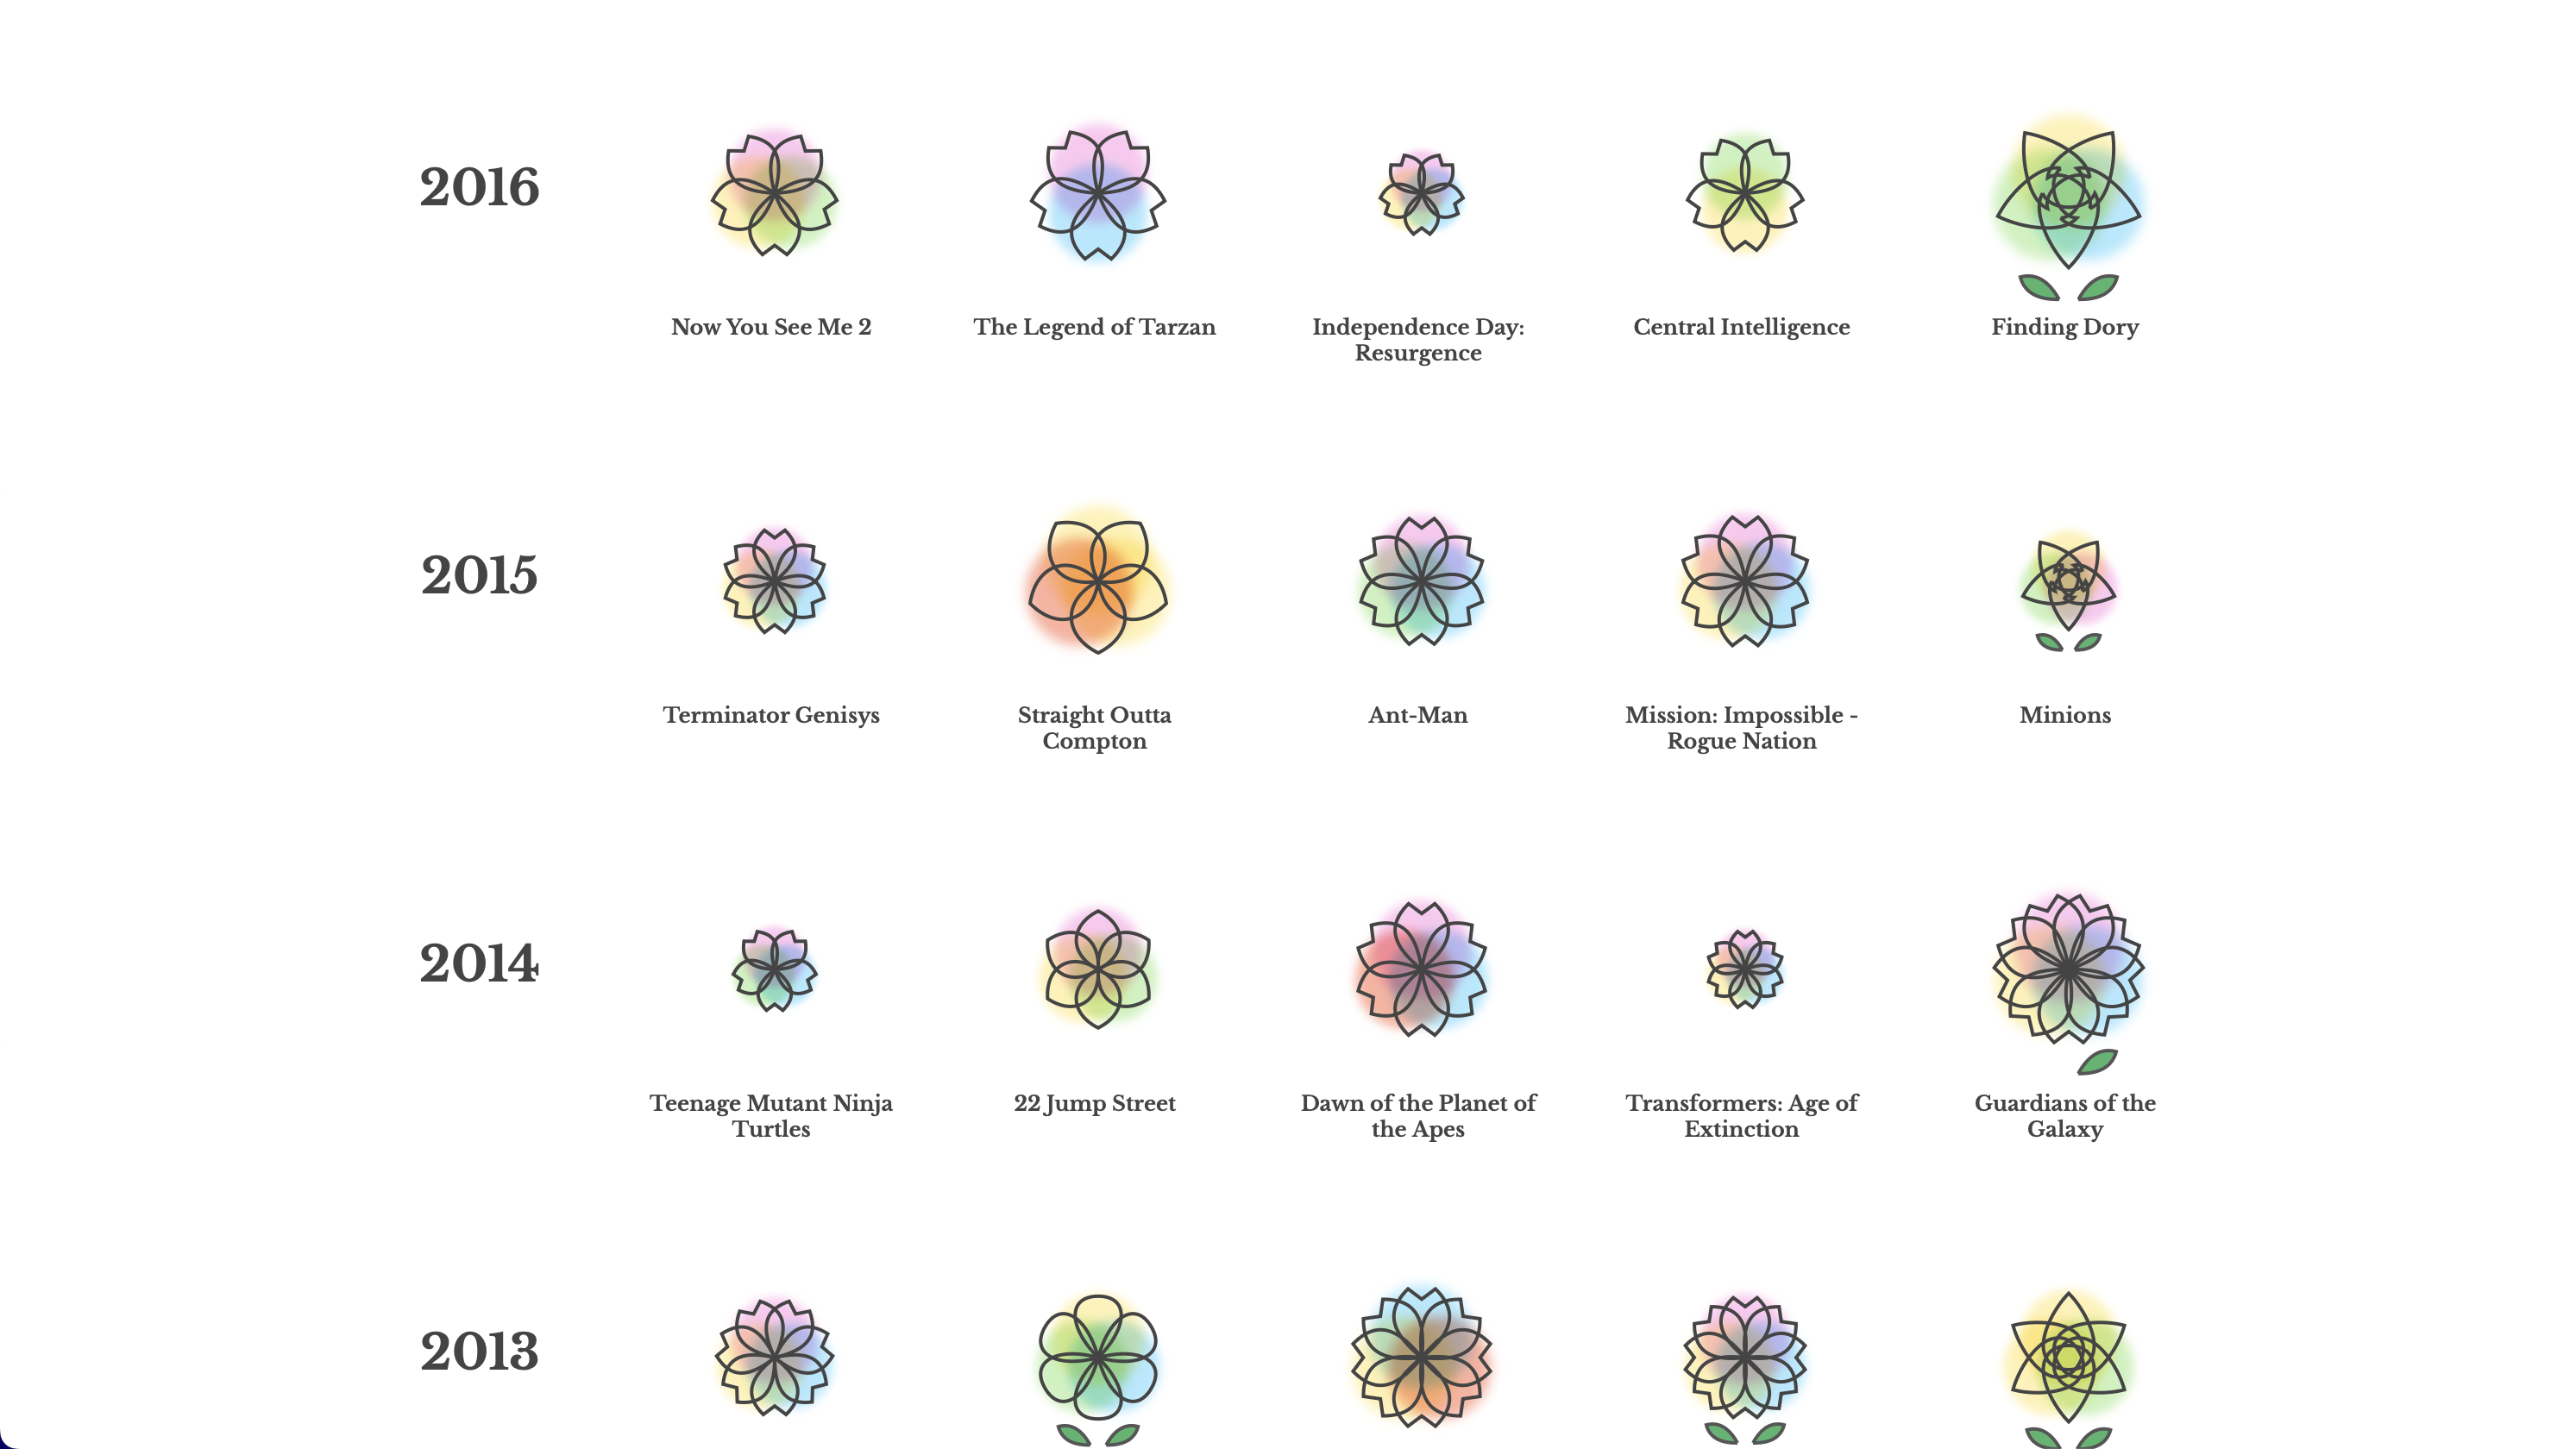 2016
Now You See Me 2
The Legend of Tarzan
Independence Day:
Resurgence
Central Intelligence
Finding Dory
2015
Terminator Genisys
Straight Outta
Compton
Ant-Man
Mission: Impossible -
Rogue Nation
Minions
2014
Teenage Mutant Ninja
Turtles
22 Jump Street
Dawn of the Planet of
the Apes
Transformers: Age of
Extinction
Guardians of the
Galaxy
2013